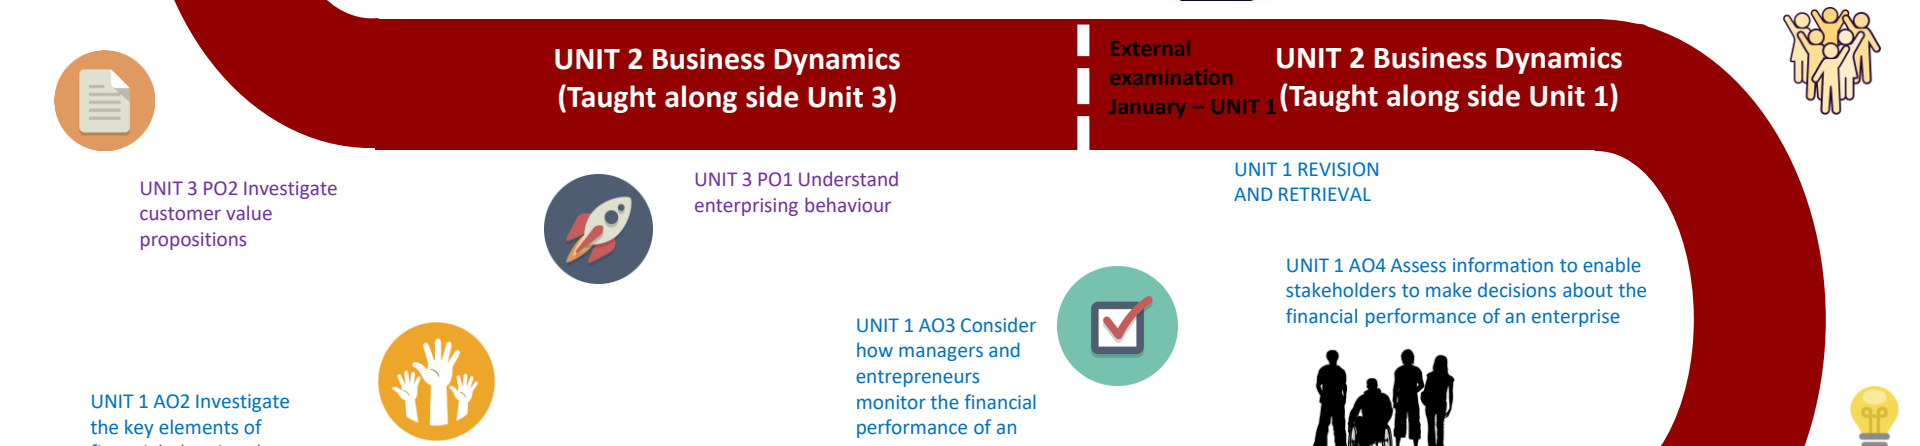 UNIT 2 Business Dynamics
(Taught along side Unit 3)
External
examination
January – UNIT 1
UNIT 2 Business Dynamics
(Taught along side Unit 1)
UNIT 3 PO2 Investigate
customer value
propositions
UNIT 3 PO1 Understand
enterprising behaviour
UNIT 1 REVISION
AND RETRIEVAL
UNIT 1 AO4 Assess information to enable
stakeholders to make decisions about the
financial performance of an enterprise
UNIT 1 AO3 Consider
how managers and
entrepreneurs
monitor the financial
performance of an
UNIT 1 AO2 Investigate
the key elements of